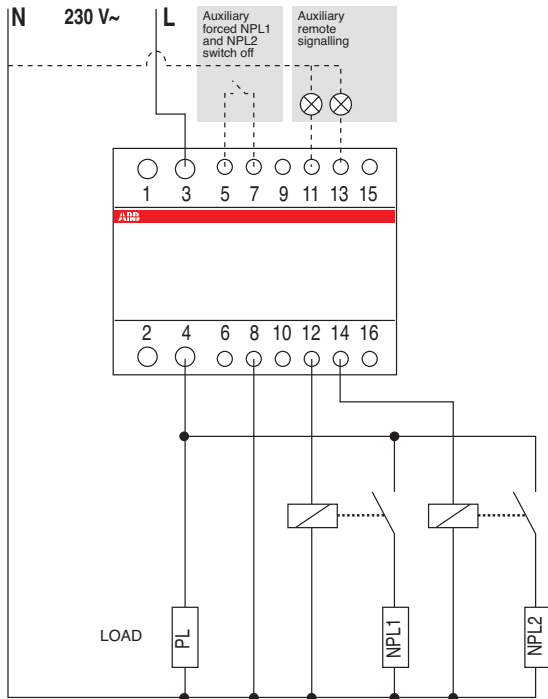 N 230 V~ L
Auxiliary
forced NPL1
and NPL2
switch off
Auxiliary
remote
signalling
1 3 5 7 9 11 13 15
ABB
2 4 6 8 10 12 14 16
LOAD PL NPL1 NPL2